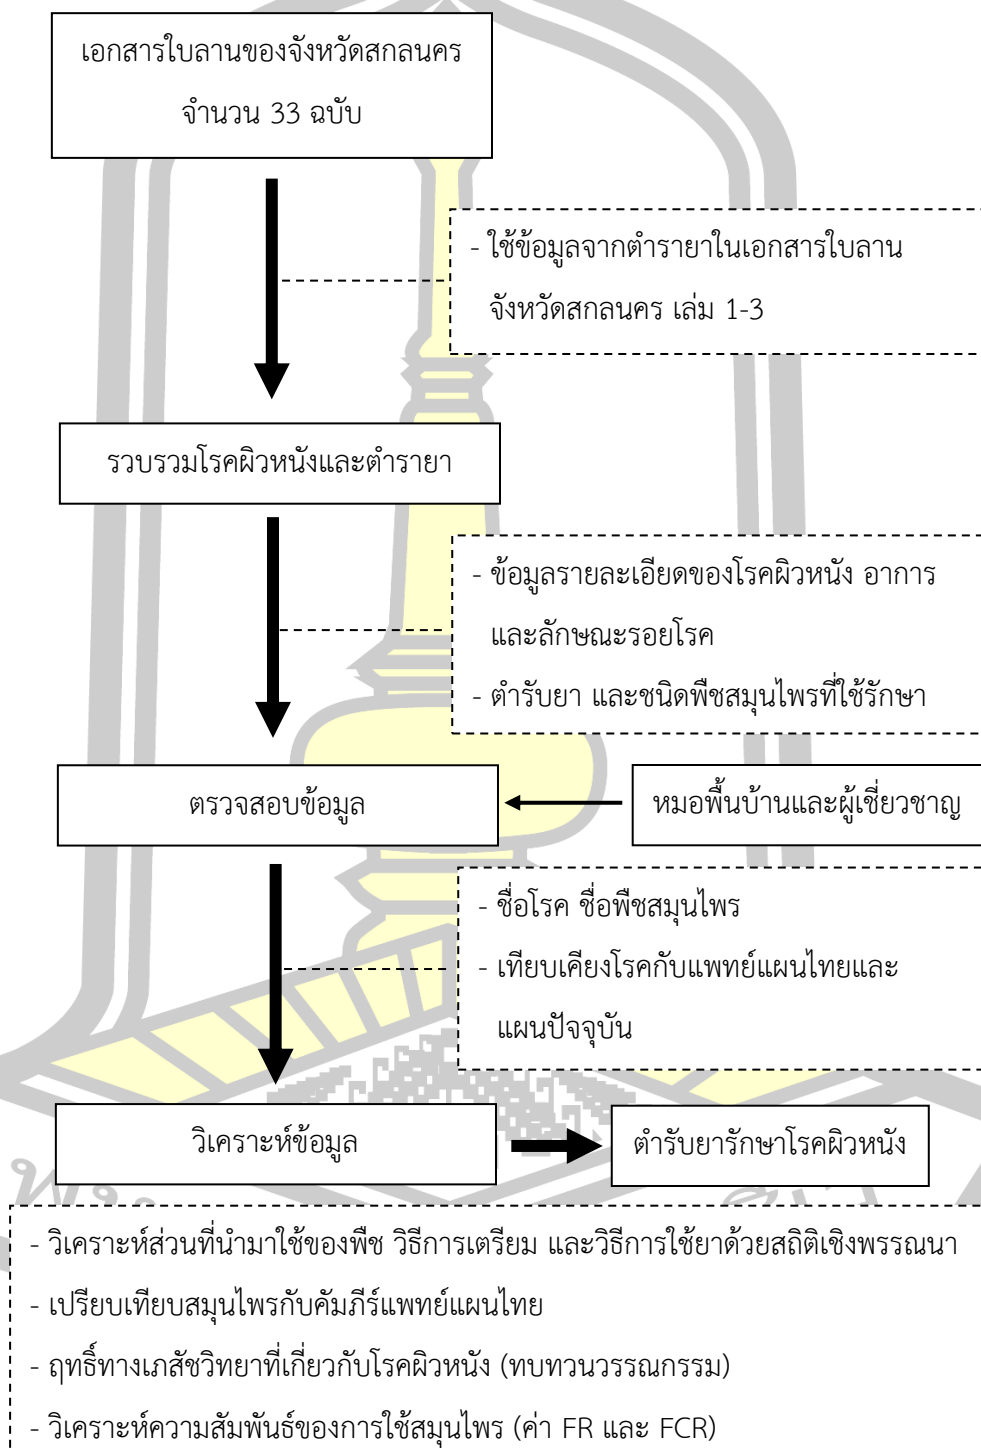 เอกสารใบลานของจังหวัดสกลนคร
จำนวน 33 ฉบับ
- ใช้ข้อมูลจากตำรายาในเอกสารใบลาน
จังหวัดสกลนคร เล่ม 1-3
รวบรวมโรคผิวหนังและตำรายา
- ข้อมูลรายละเอียดของโรคผิวหนัง อาการ
และลักษณะรอยโรค
- ตำรับยา และชนิดพืชสมุนไพรที่ใช้รักษา
ตรวจสอบข้อมูล
หมอพื้นบ้านและผู้เชี่ยวชาญ
- ชื่อโรค ชื่อพืชสมุนไพร
- เทียบเคียงโรคกับแพทย์แผนไทยและ
แผนปัจจุบัน
วิเคราะห์ข้อมูล
ตำรับยารักษาโรคผิวหนัง
- วิเคราะห์ส่วนที่นำมาใช้ของพืช วิธีการเตรียม และวิธีการใช้ยาด้วยสถิติเชิงพรรณนา
- เปรียบเทียบสมุนไพรกับคัมภีร์แพทย์แผนไทย
- ฤทธิ์ทางเภสัชวิทยาที่เกี่ยวกับโรคผิวหนัง (ทบทวนวรรณกรรม)
- วิเคราะห์ความสัมพันธ์ของการใช้สมุนไพร (ค่า FR และ FCR)